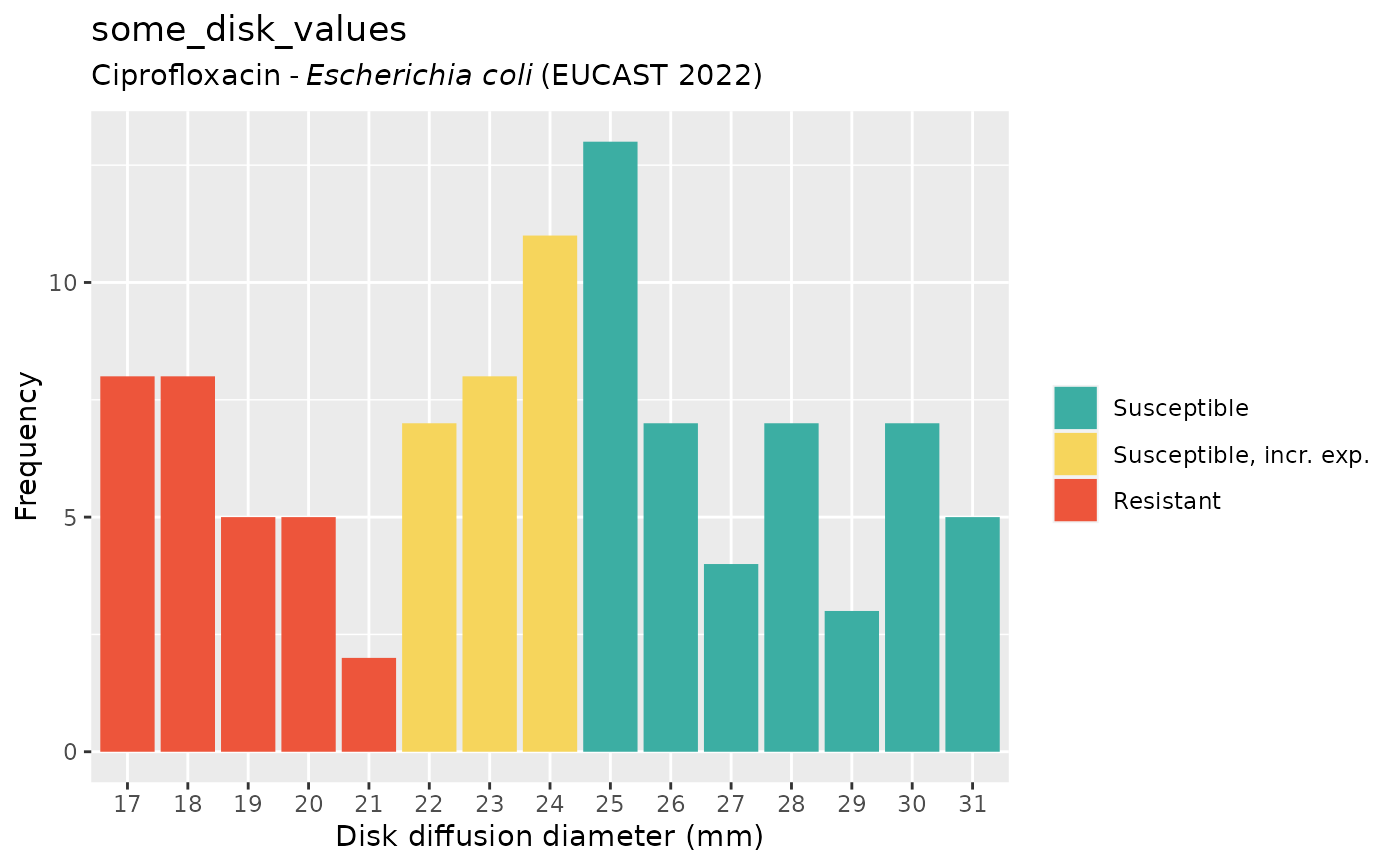 some_disk_values
Ciprofloxacin - Escherichia coli (EUCAST 2022)
Frequency
10
5
0
17 18 19 20 21 22 23 24 25 26 27 28 29 30 31
Disk diffusion diameter (mm)
Susceptible
Susceptible, incr. exp.
Resistant